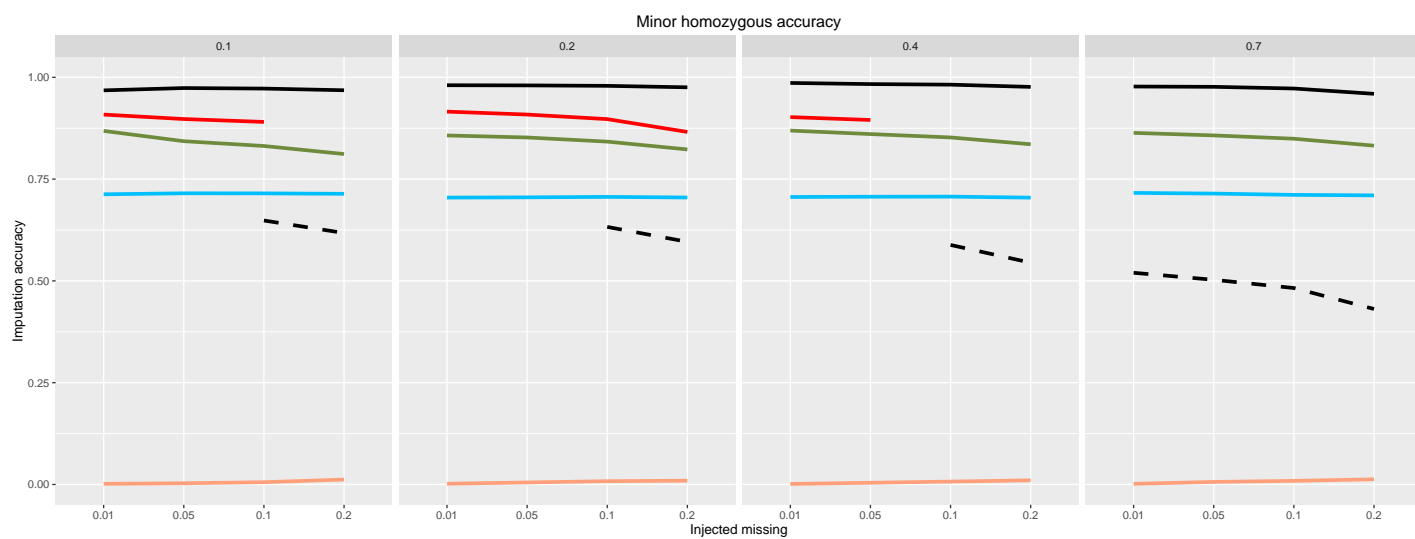 Minor homozygous accuracy
0.1
0.2
0.4
0.7
Imputation accuracy
1.00
0.75
0.50
0.25
0.00
0.01 0.05 0.1 0.2
0.01 0.05 0.1 0.2
0.01 0.05 0.1 0.2
0.01 0.05 0.1 0.2
Injected missing